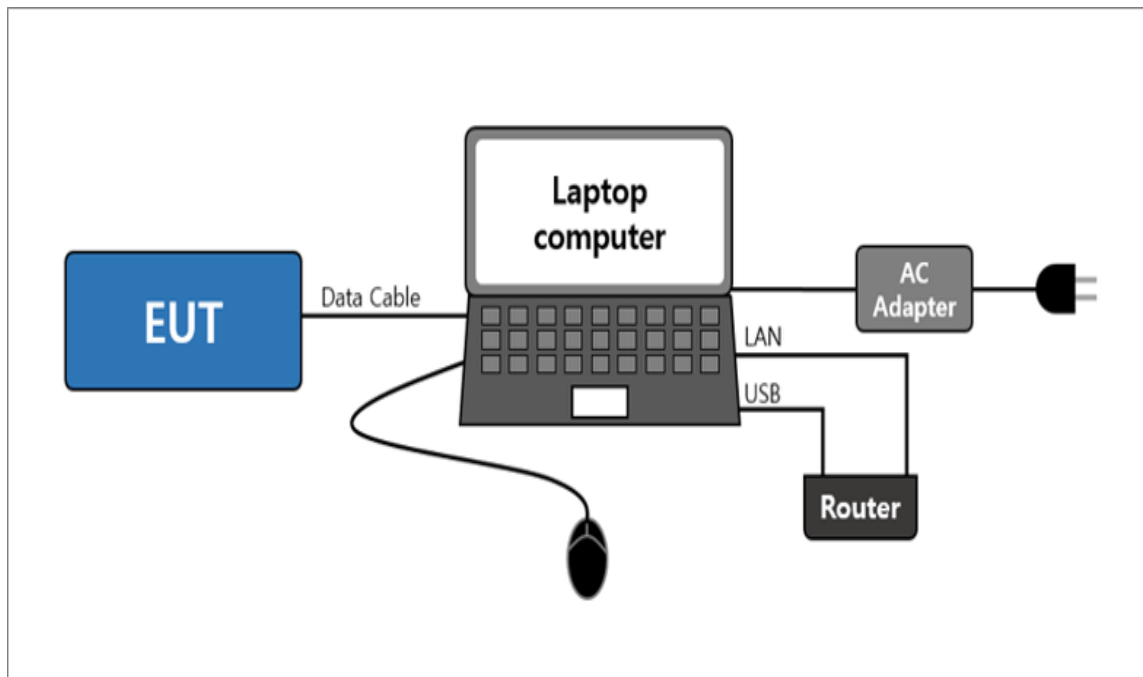 Laptop
computer
EUT
Data Cable
AC
Adapter
LAN
USB
Router